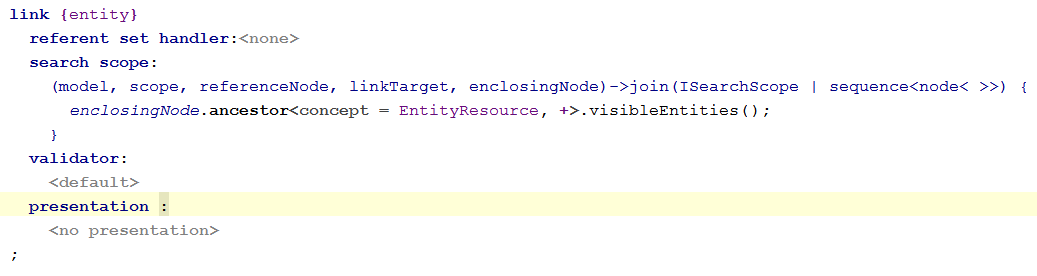 link {entity}
referent set handler:<none>
search scope:
(model, scope, referenceNode, linkTarget, enclosingNode)->join(ISearchScope | sequence<node< >>) {
enclosingNode.ancestor<concept = EntityResource, +>.visibleEntities();
}
validator:
<default>
presentation :
<no presentation>
;